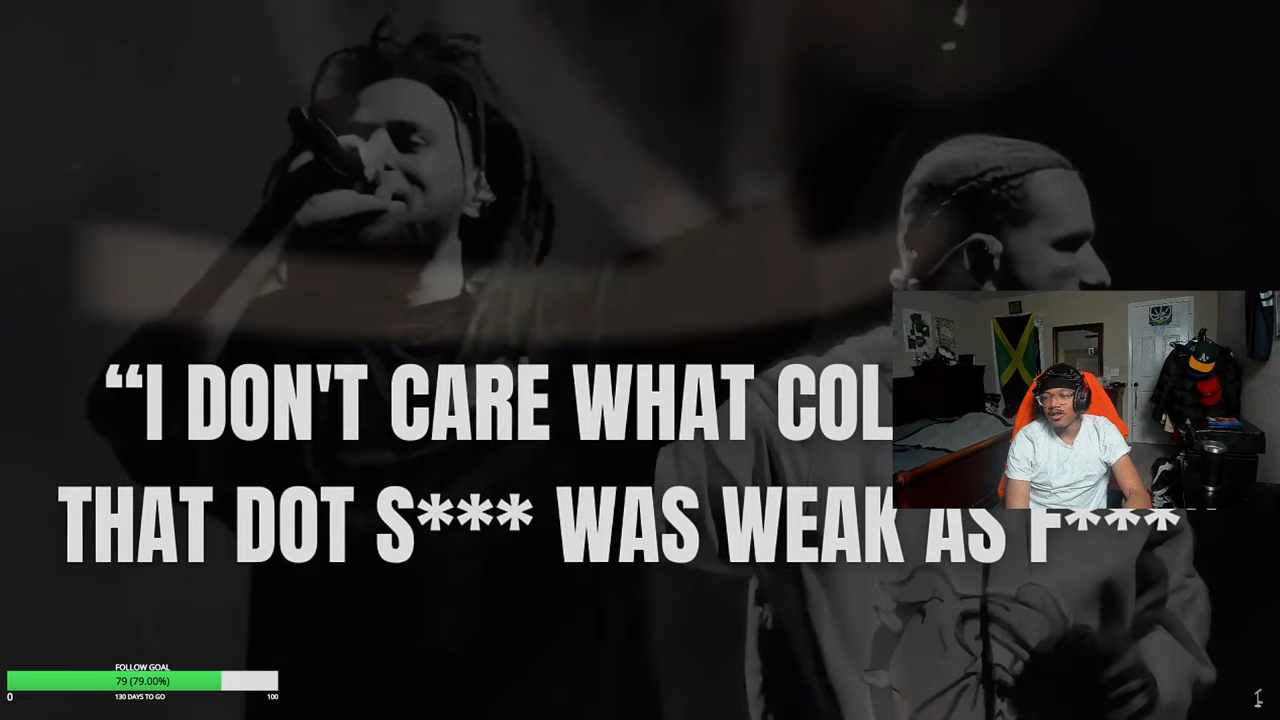 “I DON'T CARE WHAT COL
THAT DOT S*** WAS WEAK AS F***
FOLLOW GOAL
79 (79.00%)
0
130 DAYS TO GO
100